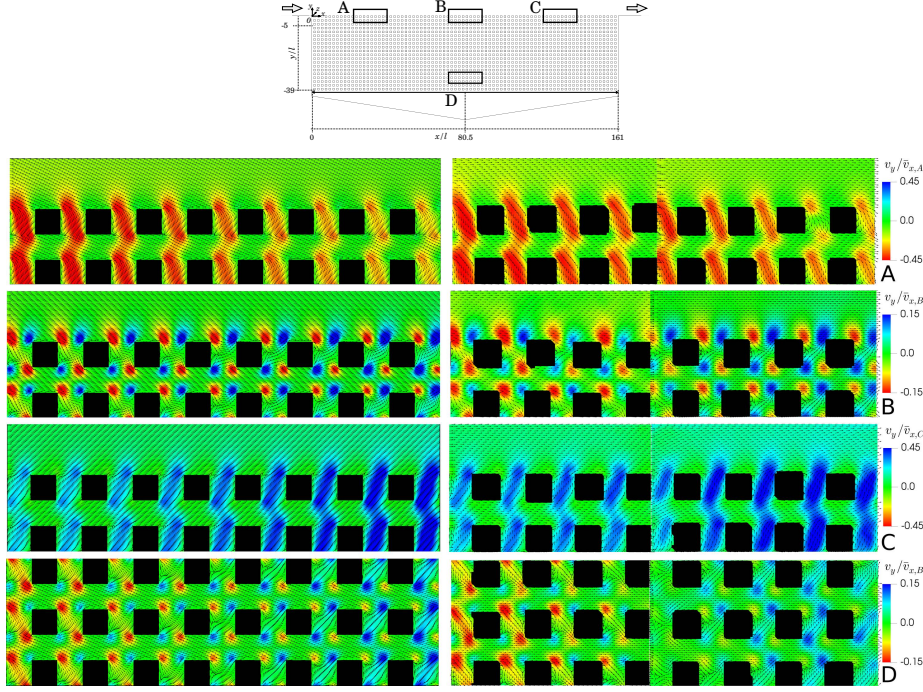 A B C
y z x
0
-5
y/l
-39
D
0 x/l 80.5 161
v_y/v̄_{x,A}
0.45
0.0
-0.45
A
v_y/v̄_{x,B}
0.15
0.0
-0.15
B
v_y/v̄_{x,C}
0.45
0.0
-0.45
C
v_y/v̄_{x,B}
0.15
0.0
-0.15
D